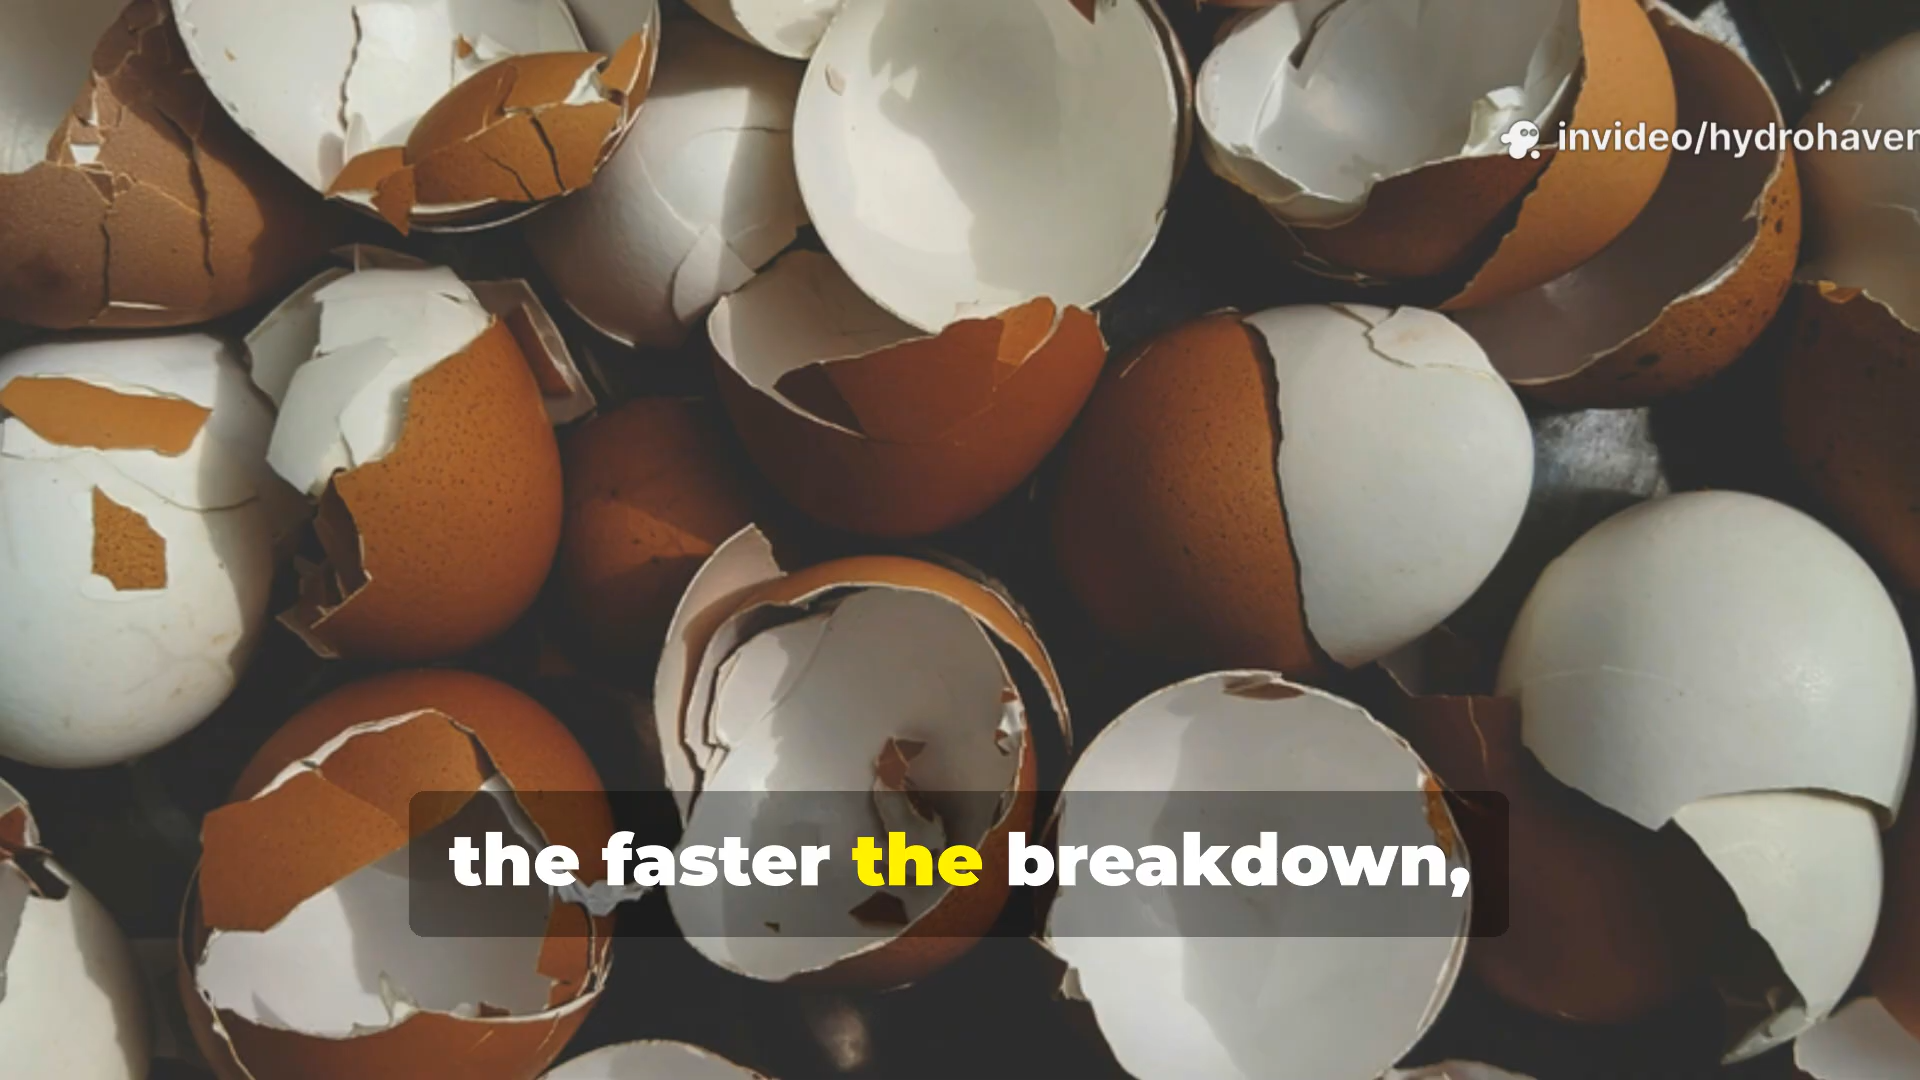 invideo/hydrohaven
the faster the breakdown,